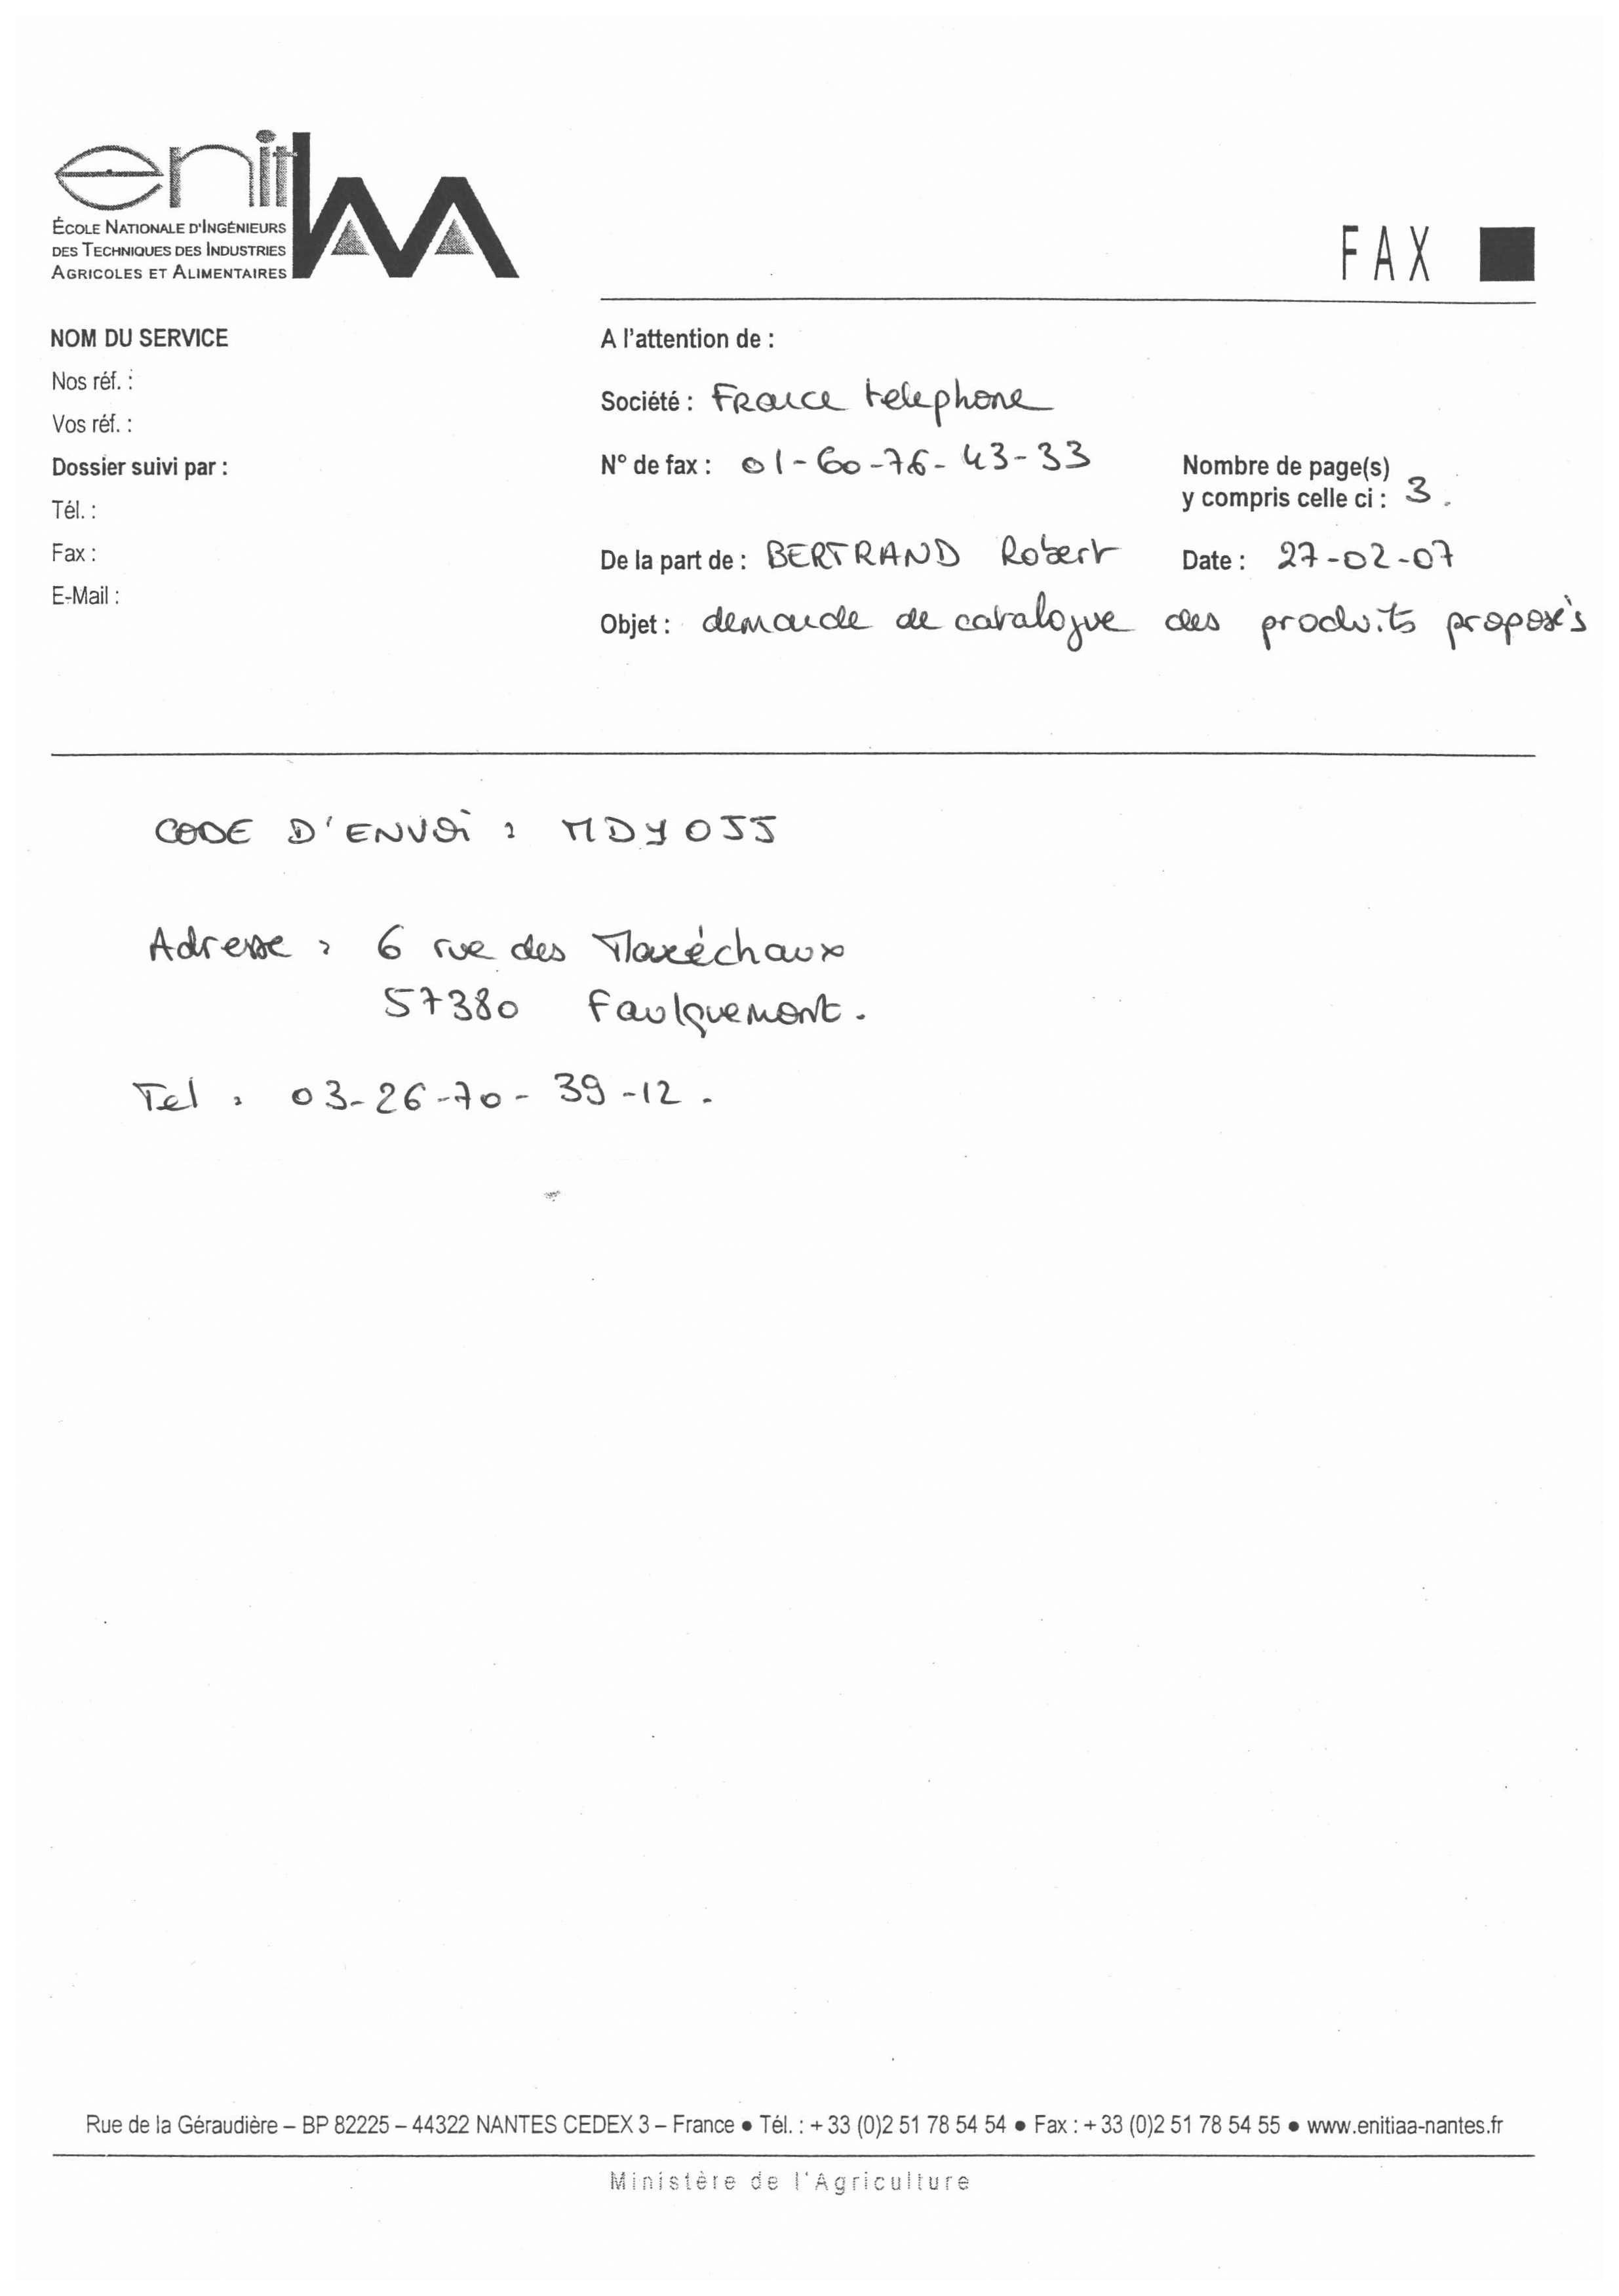 enitIAA
ÉCOLE NATIONALE D'INGÉNIEURS
DES TECHNIQUES DES INDUSTRIES
AGRICOLES ET ALIMENTAIRES
FAX
NOM DU SERVICE
Nos réf. :
Vos réf. :
Dossier suivi par :
Tél. :
Fax :
E-Mail :
A l'attention de :
Société : France telephone
N° de fax : 01-60-76-43-33
Nombre de page(s)
y compris celle ci : 3.
De la part de : BERTRAND Robert
Date : 27-02-07
Objet : demande de catalogue des produits proposés
CODE D'ENVOI : MDY0JJ
Adresse : 6 rue des Maréchaux
57380 Faulquemont.
Tel : 03-26-70-39-12.
Rue de la Géraudière – BP 82225 – 44322 NANTES CEDEX 3 – France ● Tél. : + 33 (0)2 51 78 54 54 ● Fax : + 33 (0)2 51 78 54 55 ● www.enitiaa-nantes.fr
Ministère de l'Agriculture